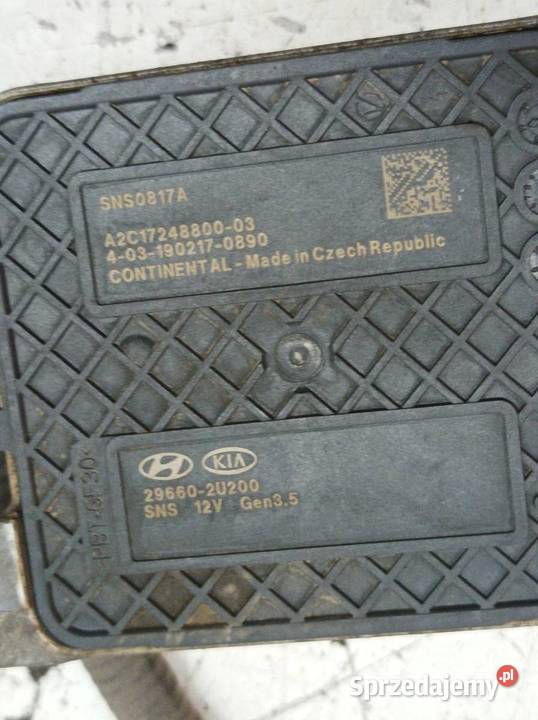 SNS0817A
A2C17248800-03
4-03-190217-0890
CONTINENTAL - Made in Czech Republic
KIA
29660-2U200
SNS 12V Gen3.5
>PBT-GF30<
Sprzedajemy.pl